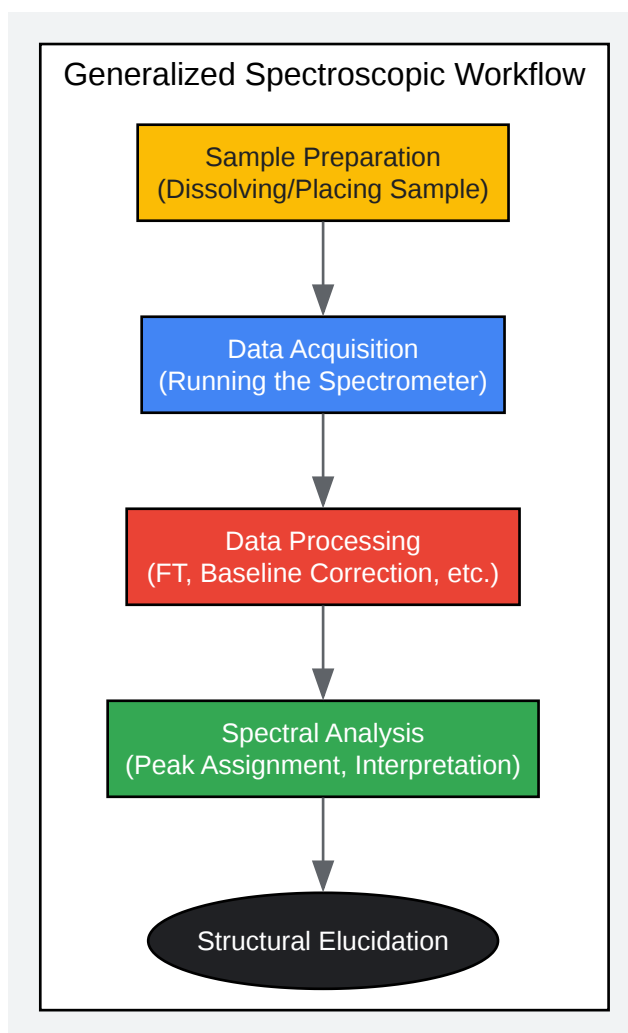 Generalized Spectroscopic Workflow
Sample Preparation
(Dissolving/Placing Sample)
Data Acquisition
(Running the Spectrometer)
Data Processing
(FT, Baseline Correction, etc.)
Spectral Analysis
(Peak Assignment, Interpretation)
Structural Elucidation